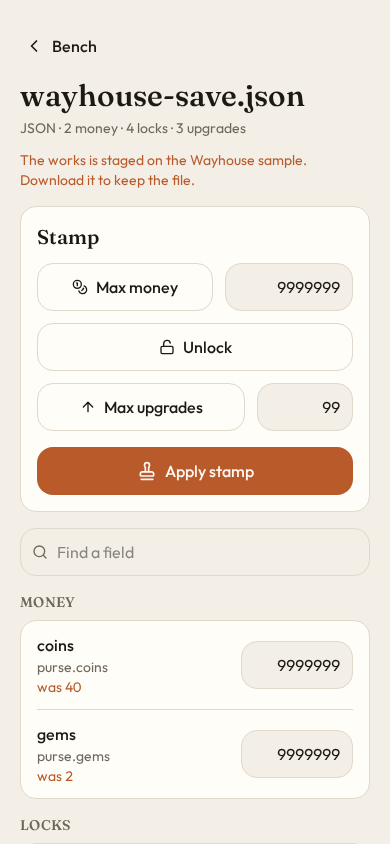 Bench
wayhouse-save.json
JSON · 2 money · 4 locks · 3 upgrades
The works is staged on the Wayhouse sample.
Download it to keep the file.
Stamp
Max money 9999999
Unlock
Max upgrades 99
Apply stamp
Find a field
MONEY
coins
purse.coins
was 40
9999999
gems
purse.gems
was 2
9999999
LOCKS